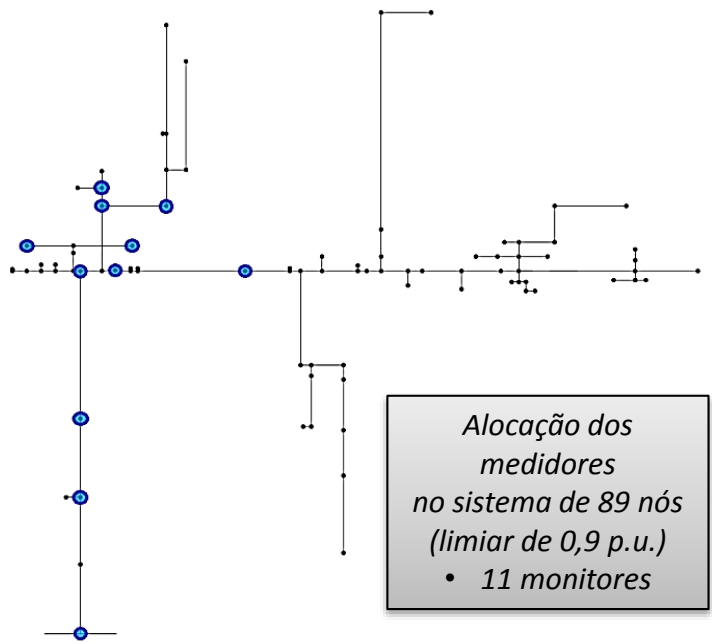 Alocação dos
medidores
no sistema de 89 nós
(limiar de 0,9 p.u.)
• 11 monitores